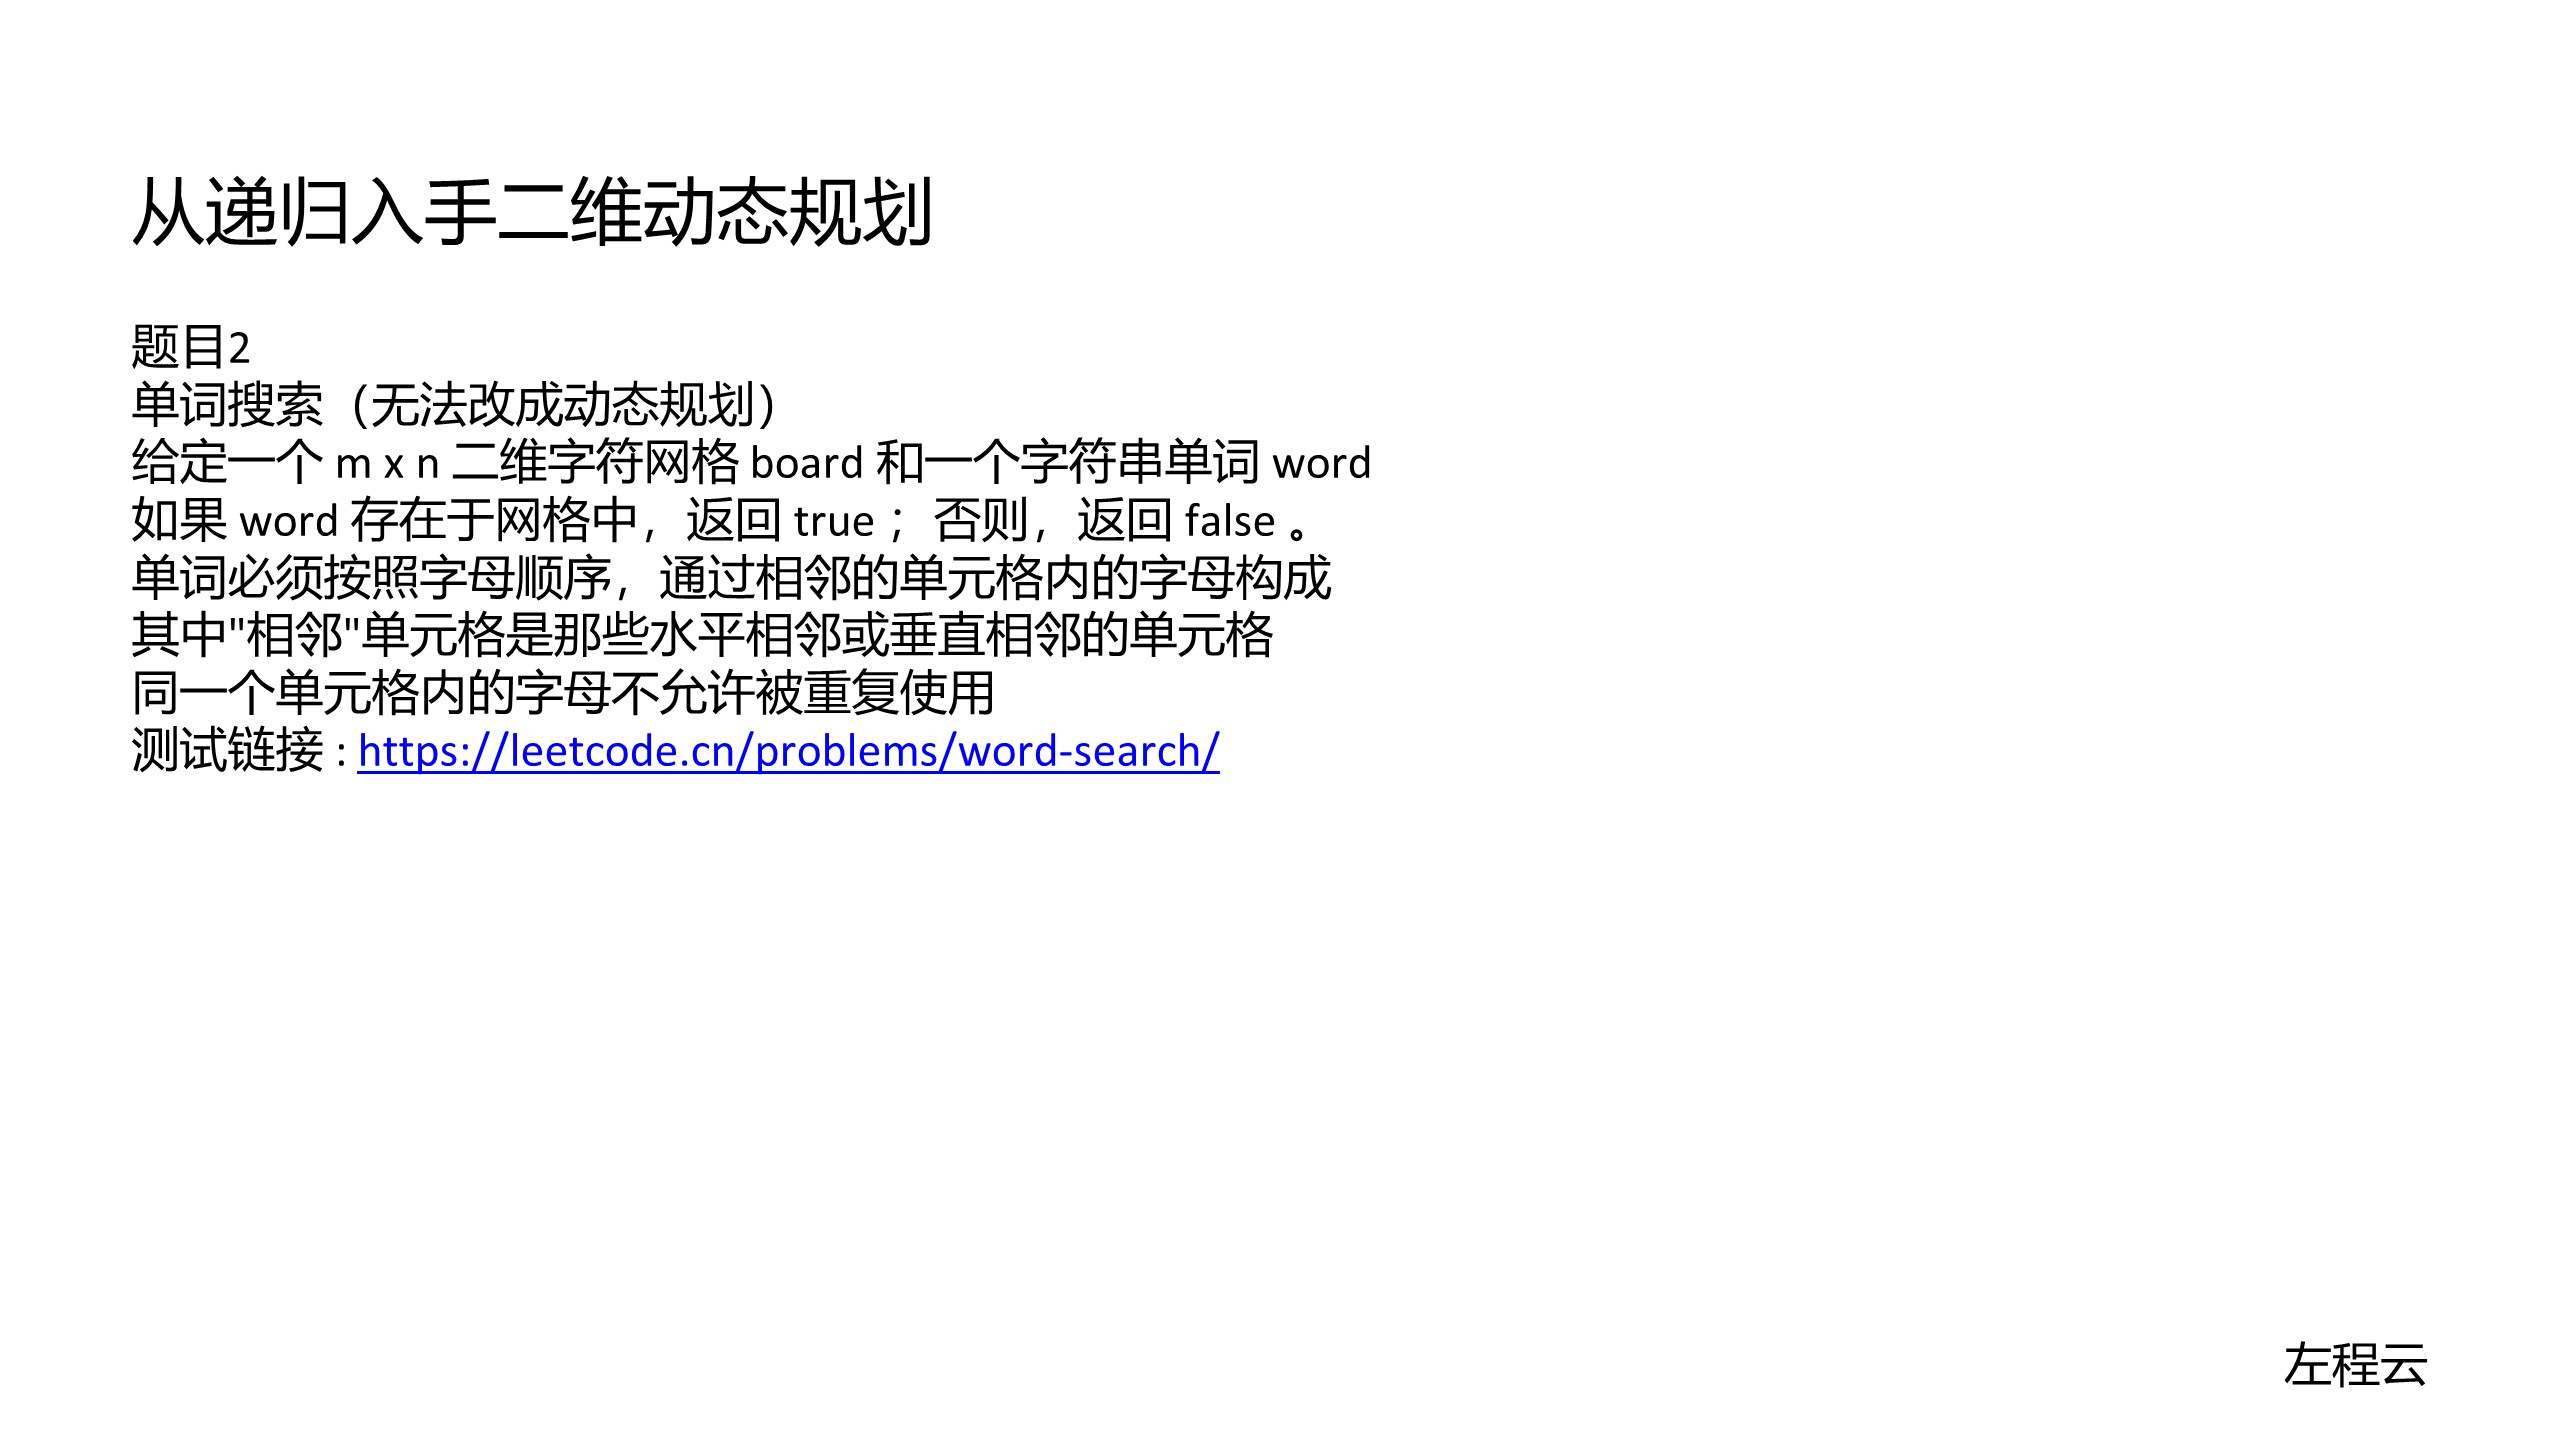 从递归入手二维动态规划
题目2
单词搜索（无法改成动态规划）
给定一个 m x n 二维字符网格 board 和一个字符串单词 word
如果 word 存在于网格中，返回 true ；否则，返回 false 。
单词必须按照字母顺序，通过相邻的单元格内的字母构成
其中"相邻"单元格是那些水平相邻或垂直相邻的单元格
同一个单元格内的字母不允许被重复使用
测试链接 : https://leetcode.cn/problems/word-search/
左程云